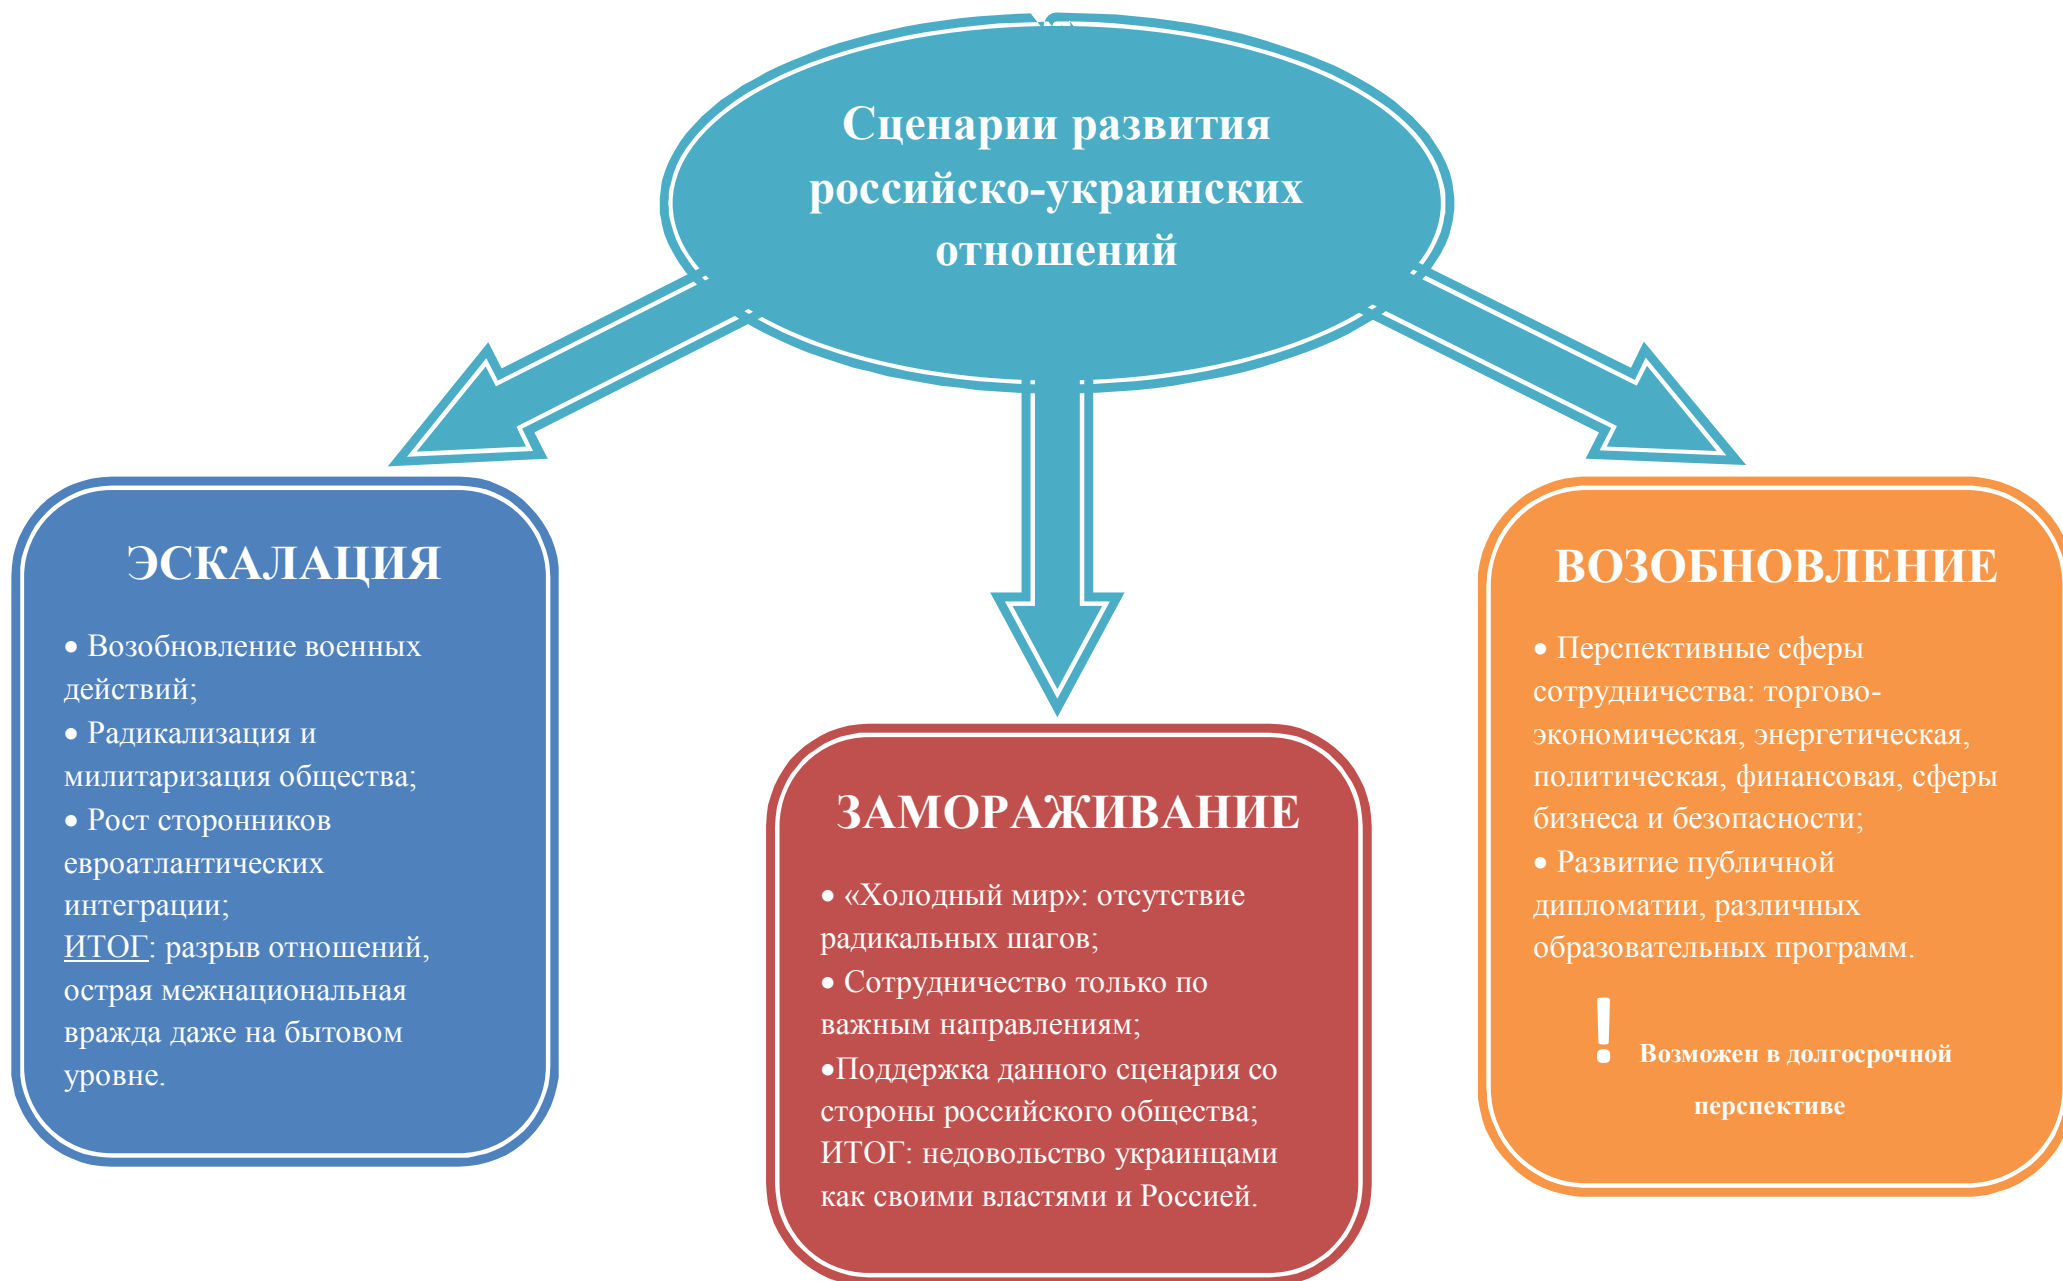 Сценарии развития
российско-украинских
отношений
ЭСКАЛАЦИЯ
• Возобновление военных
действий;
• Радикализация и
милитаризация общества;
• Рост сторонников
евроатлантических
интеграции;
ИТОГ: разрыв отношений,
острая межнациональная
вражда даже на бытовом
уровне.
ЗАМОРАЖИВАНИЕ
• «Холодный мир»: отсутствие
радикальных шагов;
• Сотрудничество только по
важным направлениям;
•Поддержка данного сценария со
стороны российского общества;
ИТОГ: недовольство украинцами
как своими властями и Россией.
ВОЗОБНОВЛЕНИЕ
• Перспективные сферы
сотрудничества: торгово-
экономическая, энергетическая,
политическая, финансовая, сферы
бизнеса и безопасности;
• Развитие публичной
дипломатии, различных
образовательных программ.
! Возможен в долгосрочной
перспективе